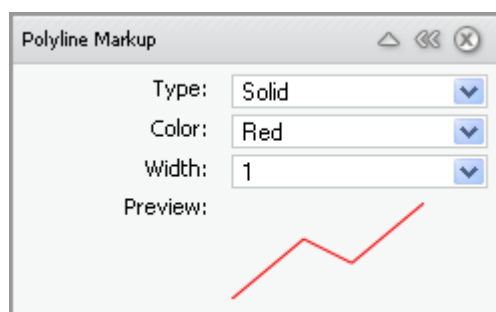 Polyline Markup
Type: Solid
Color: Red
Width: 1
Preview: